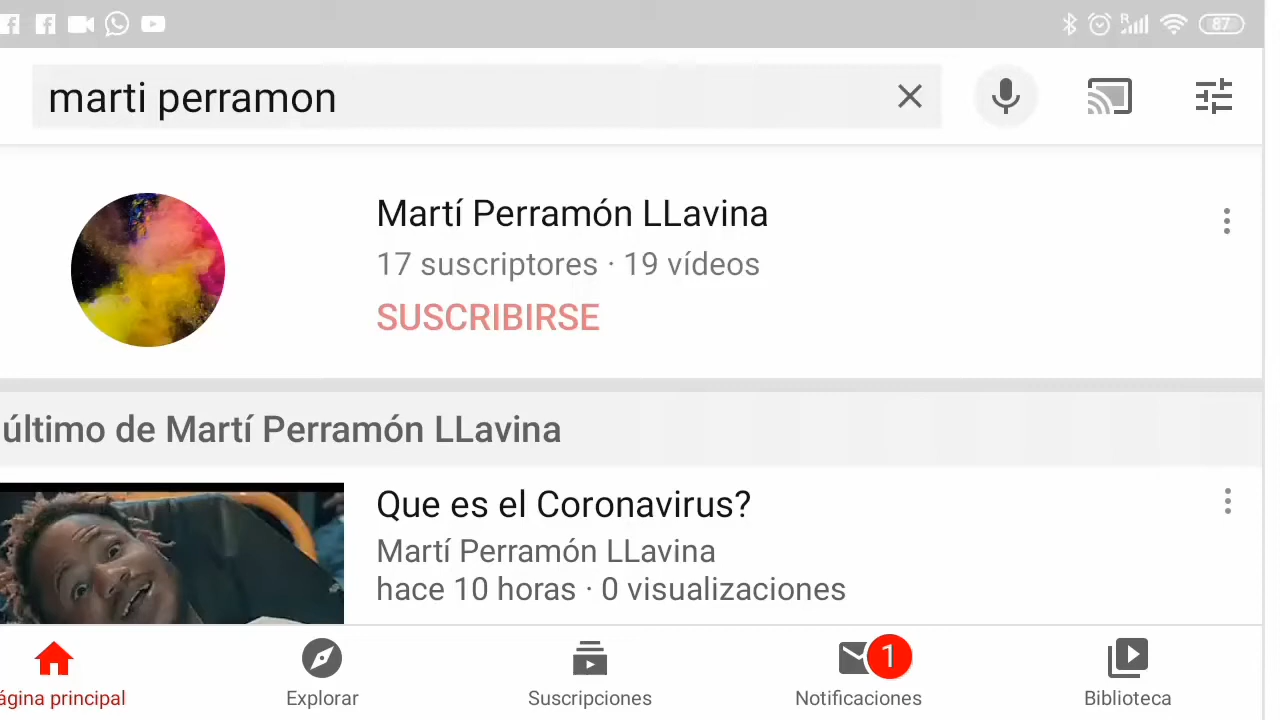 R
87
marti perramon
Martí Perramón LLavina
17 suscriptores · 19 vídeos
SUSCRIBIRSE
último de Martí Perramón LLavina
Que es el Coronavirus?
Martí Perramón LLavina
hace 10 horas · 0 visualizaciones
1
ágina principal
Explorar
Suscripciones
Notificaciones
Biblioteca